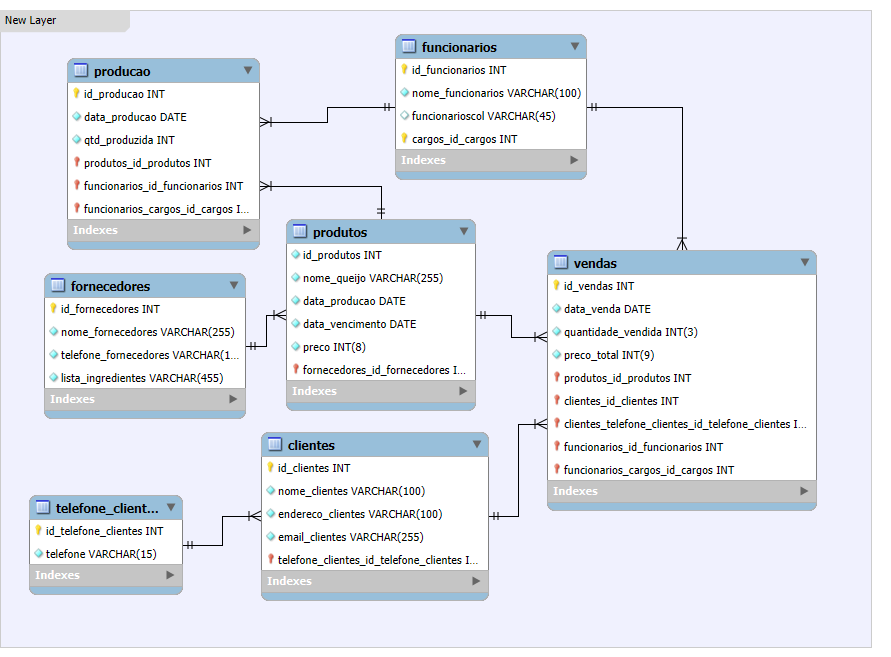 New Layer
producao
id_producao INT
data_producao DATE
qtd_produzida INT
produtos_id_produtos INT
funcionarios_id_funcionarios INT
funcionarios_cargos_id_cargos I...
Indexes
funcionarios
id_funcionarios INT
nome_funcionarios VARCHAR(100)
funcionarioscol VARCHAR(45)
cargos_id_cargos INT
Indexes
fornecedores
id_fornecedores INT
nome_fornecedores VARCHAR(255)
telefone_fornecedores VARCHAR(1...
lista_ingredientes VARCHAR(455)
Indexes
produtos
id_produtos INT
nome_queijo VARCHAR(255)
data_producao DATE
data_vencimento DATE
preco INT(8)
fornecedores_id_fornecedores I...
Indexes
vendas
id_vendas INT
data_venda DATE
quantidade_vendida INT(3)
preco_total INT(9)
produtos_id_produtos INT
clientes_id_clientes INT
clientes_telefone_clientes_id_telefone_clientes I...
funcionarios_id_funcionarios INT
funcionarios_cargos_id_cargos INT
Indexes
clientes
id_clientes INT
nome_clientes VARCHAR(100)
endereco_clientes VARCHAR(100)
email_clientes VARCHAR(255)
telefone_clientes_id_telefone_clientes I...
Indexes
telefone_client...
id_telefone_clientes INT
telefone VARCHAR(15)
Indexes